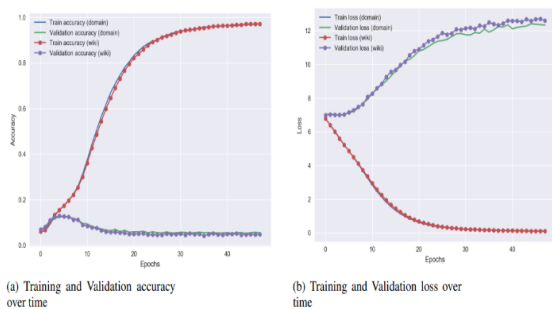 1.0
0.8
0.6
0.4
0.2
0.0
Accuracy
Train accuracy (domain)
Validation accuracy (domain)
Train accuracy (wiki)
Validation accuracy (wiki)
0 10 20 30 40
Epochs
(a) Training and Validation accuracy
over time
12
10
8
6
4
2
0
Loss
Train loss (domain)
Validation loss (domain)
Train loss (wiki)
Validation loss (wiki)
0 10 20 30 40
Epochs
(b) Training and Validation loss over
time